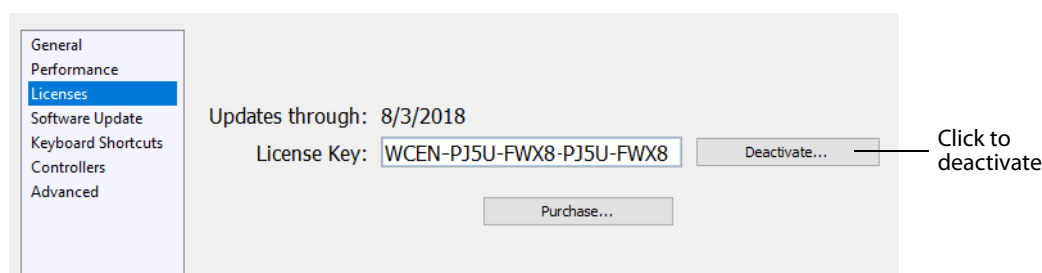 General
Performance
Licenses
Software Update
Keyboard Shortcuts
Controllers
Advanced
Updates through: 8/3/2018
License Key: WCEN-PJ5U-FWX8-PJ5U-FWX8 Deactivate...
Purchase...
Click to
deactivate